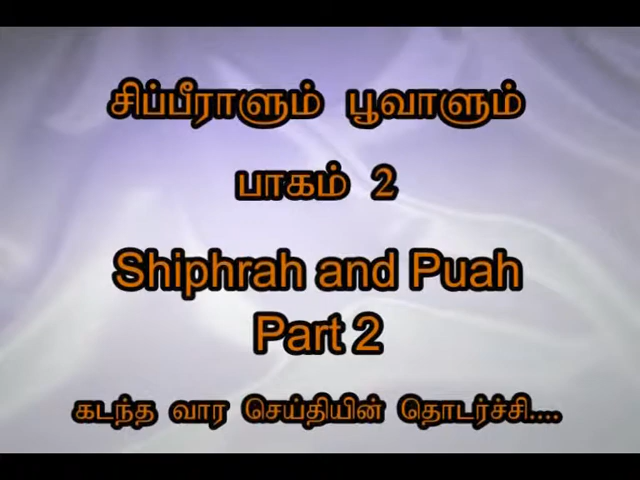 சிப்பீராளும் பூவாளும்
பாகம் 2
Shiphrah and Puah
Part 2
கடந்த வார செய்தியின் தொடர்ச்சி....